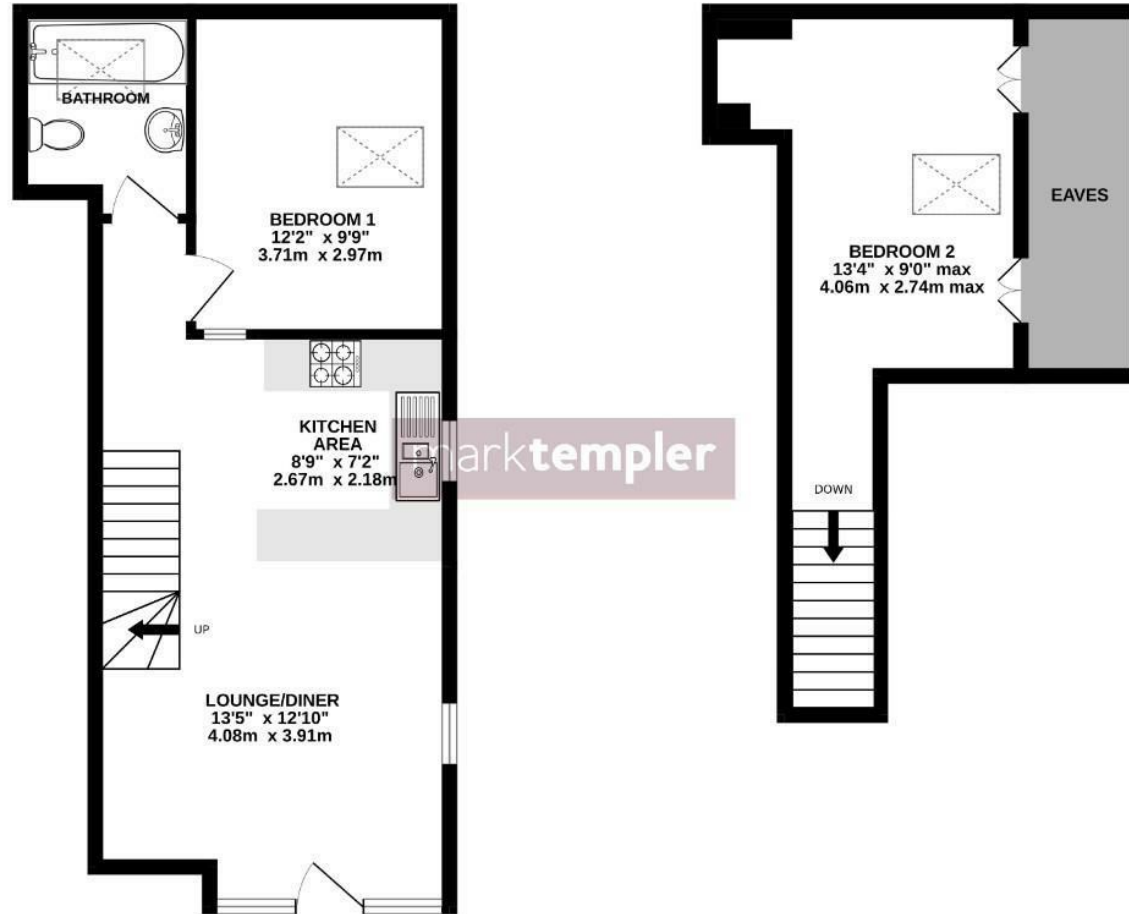 BATHROOM
BEDROOM 1
12'2" x 9'9"
3.71m x 2.97m
KITCHEN
AREA
8'9" x 7'2"
2.67m x 2.18m
marktempler
UP
LOUNGE/DINER
13'5" x 12'10"
4.08m x 3.91m
EAVES
BEDROOM 2
13'4" x 9'0" max
4.06m x 2.74m max
DOWN